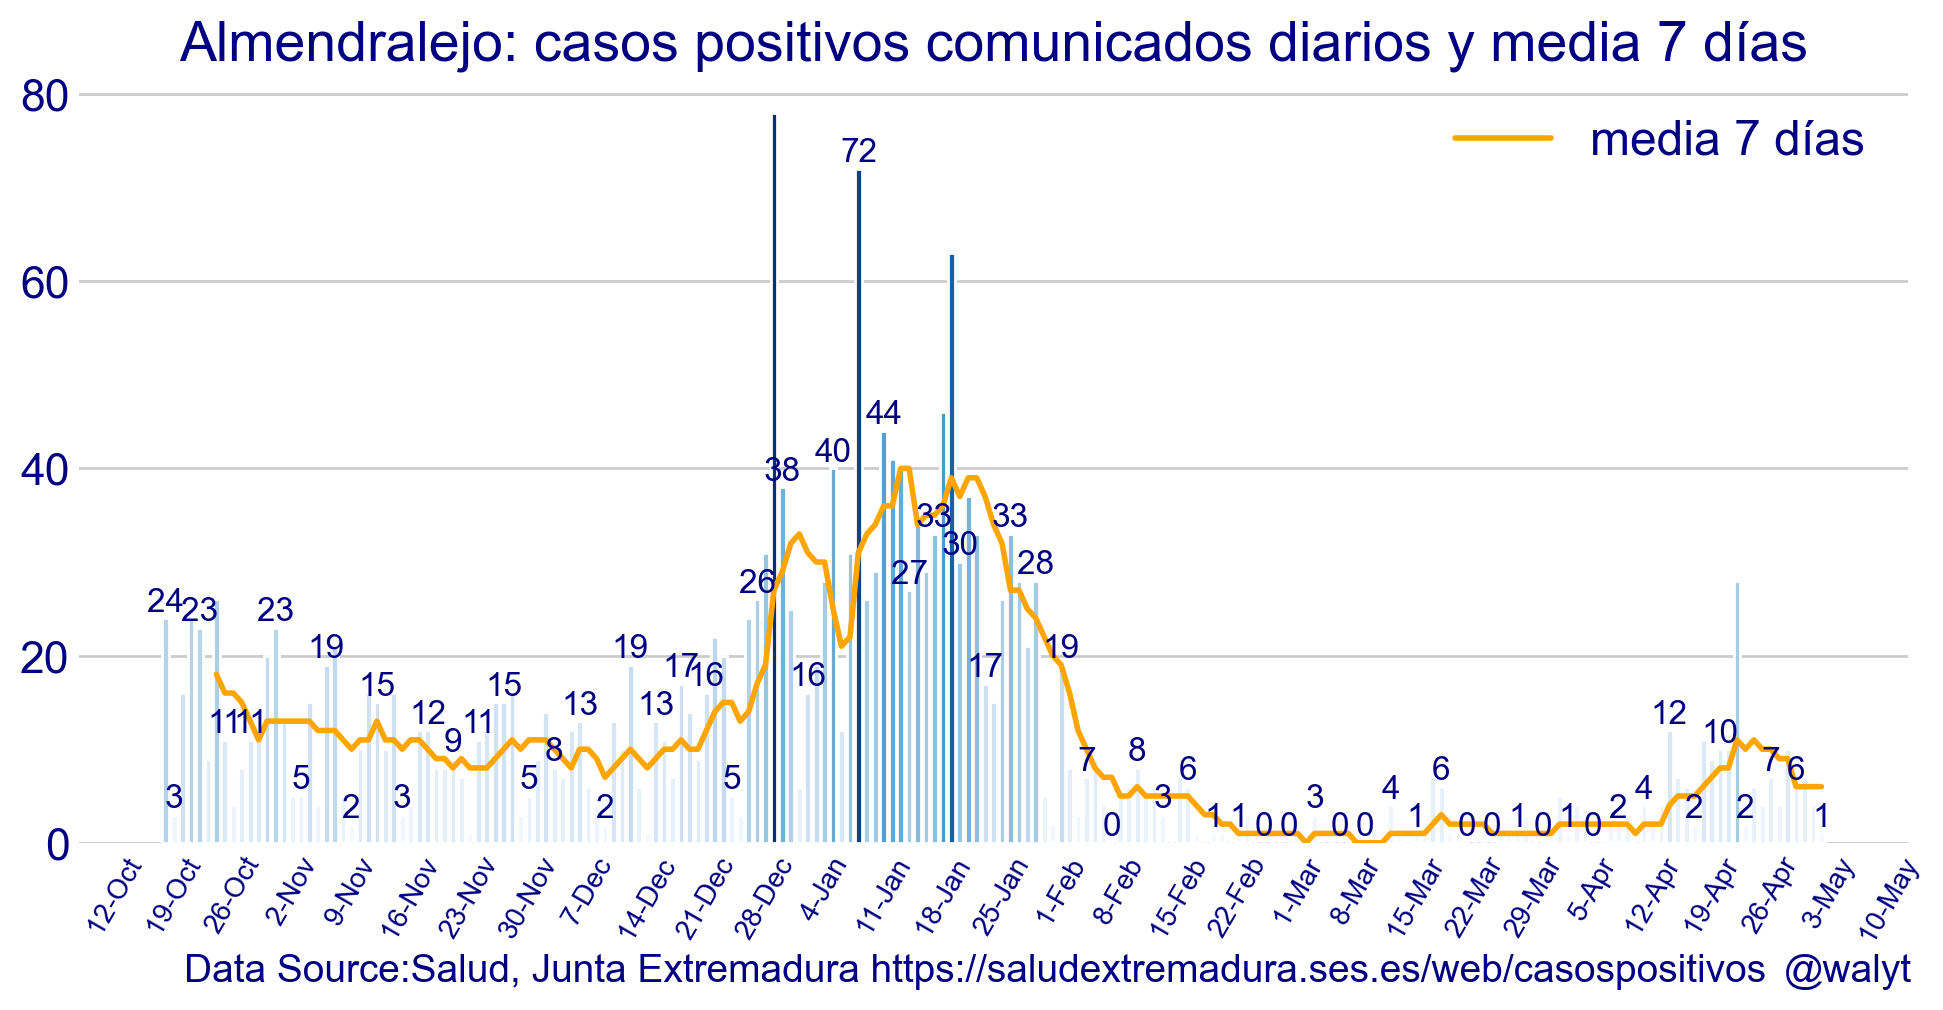 Almendralejo: casos positivos comunicados diarios y media 7 días
media 7 días
80
60
40
20
0
24 3 23 11 11 23 5 19 2 15 3 12 9 11 15 5 8 13 2 19 13 17 16 5 26 38 16 40 72 44 27 33 30 17 33 28 19 7 0 8 3 6 1 1 0 0 3 0 0 4 1 6 0 0 1 0 1 0 2 4 12 2 10 2 7 6 1
12-Oct 19-Oct 26-Oct 2-Nov 9-Nov 16-Nov 23-Nov 30-Nov 7-Dec 14-Dec 21-Dec 28-Dec 4-Jan 11-Jan 18-Jan 25-Jan 1-Feb 8-Feb 15-Feb 22-Feb 1-Mar 8-Mar 15-Mar 22-Mar 29-Mar 5-Apr 12-Apr 19-Apr 26-Apr 3-May 10-May
Data Source:Salud, Junta Extremadura https://saludextremadura.ses.es/web/casospositivos @walyt